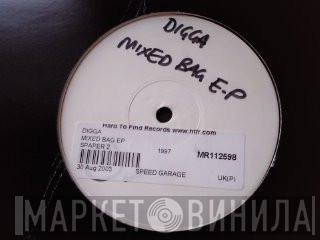 DIGGA
MIXED BAG E.P
Hard To Find Records www.htfr.com
DIGGA
MIXED BAG EP
SPAPER 2
1997
MR112598
30 Aug 2005
SPEED GARAGE
UK(P)
МАРКЕТ ВИНИЛА